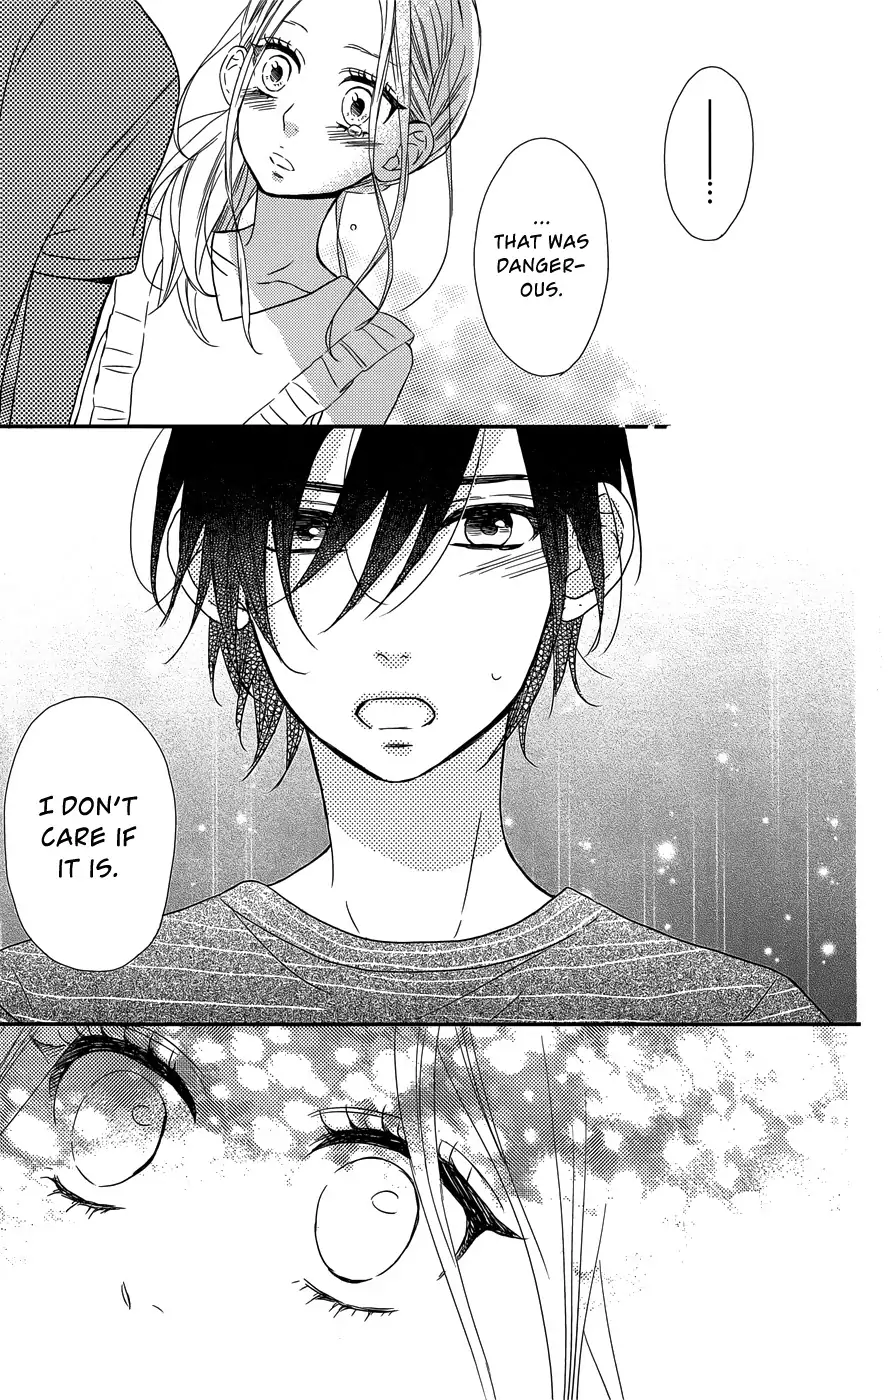 ...
THAT WAS
DANGER-
OUS.
I DON'T
CARE IF
IT IS.